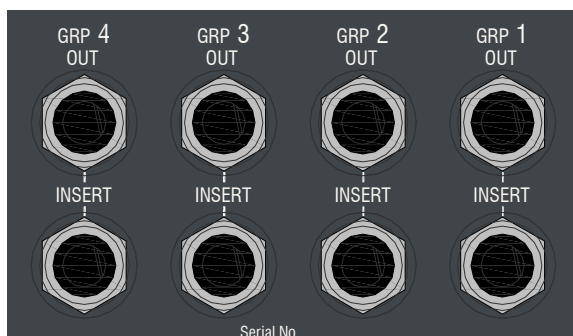 GRP 4 GRP 3 GRP 2 GRP 1
OUT OUT OUT OUT
INSERT INSERT INSERT INSERT
Serial No